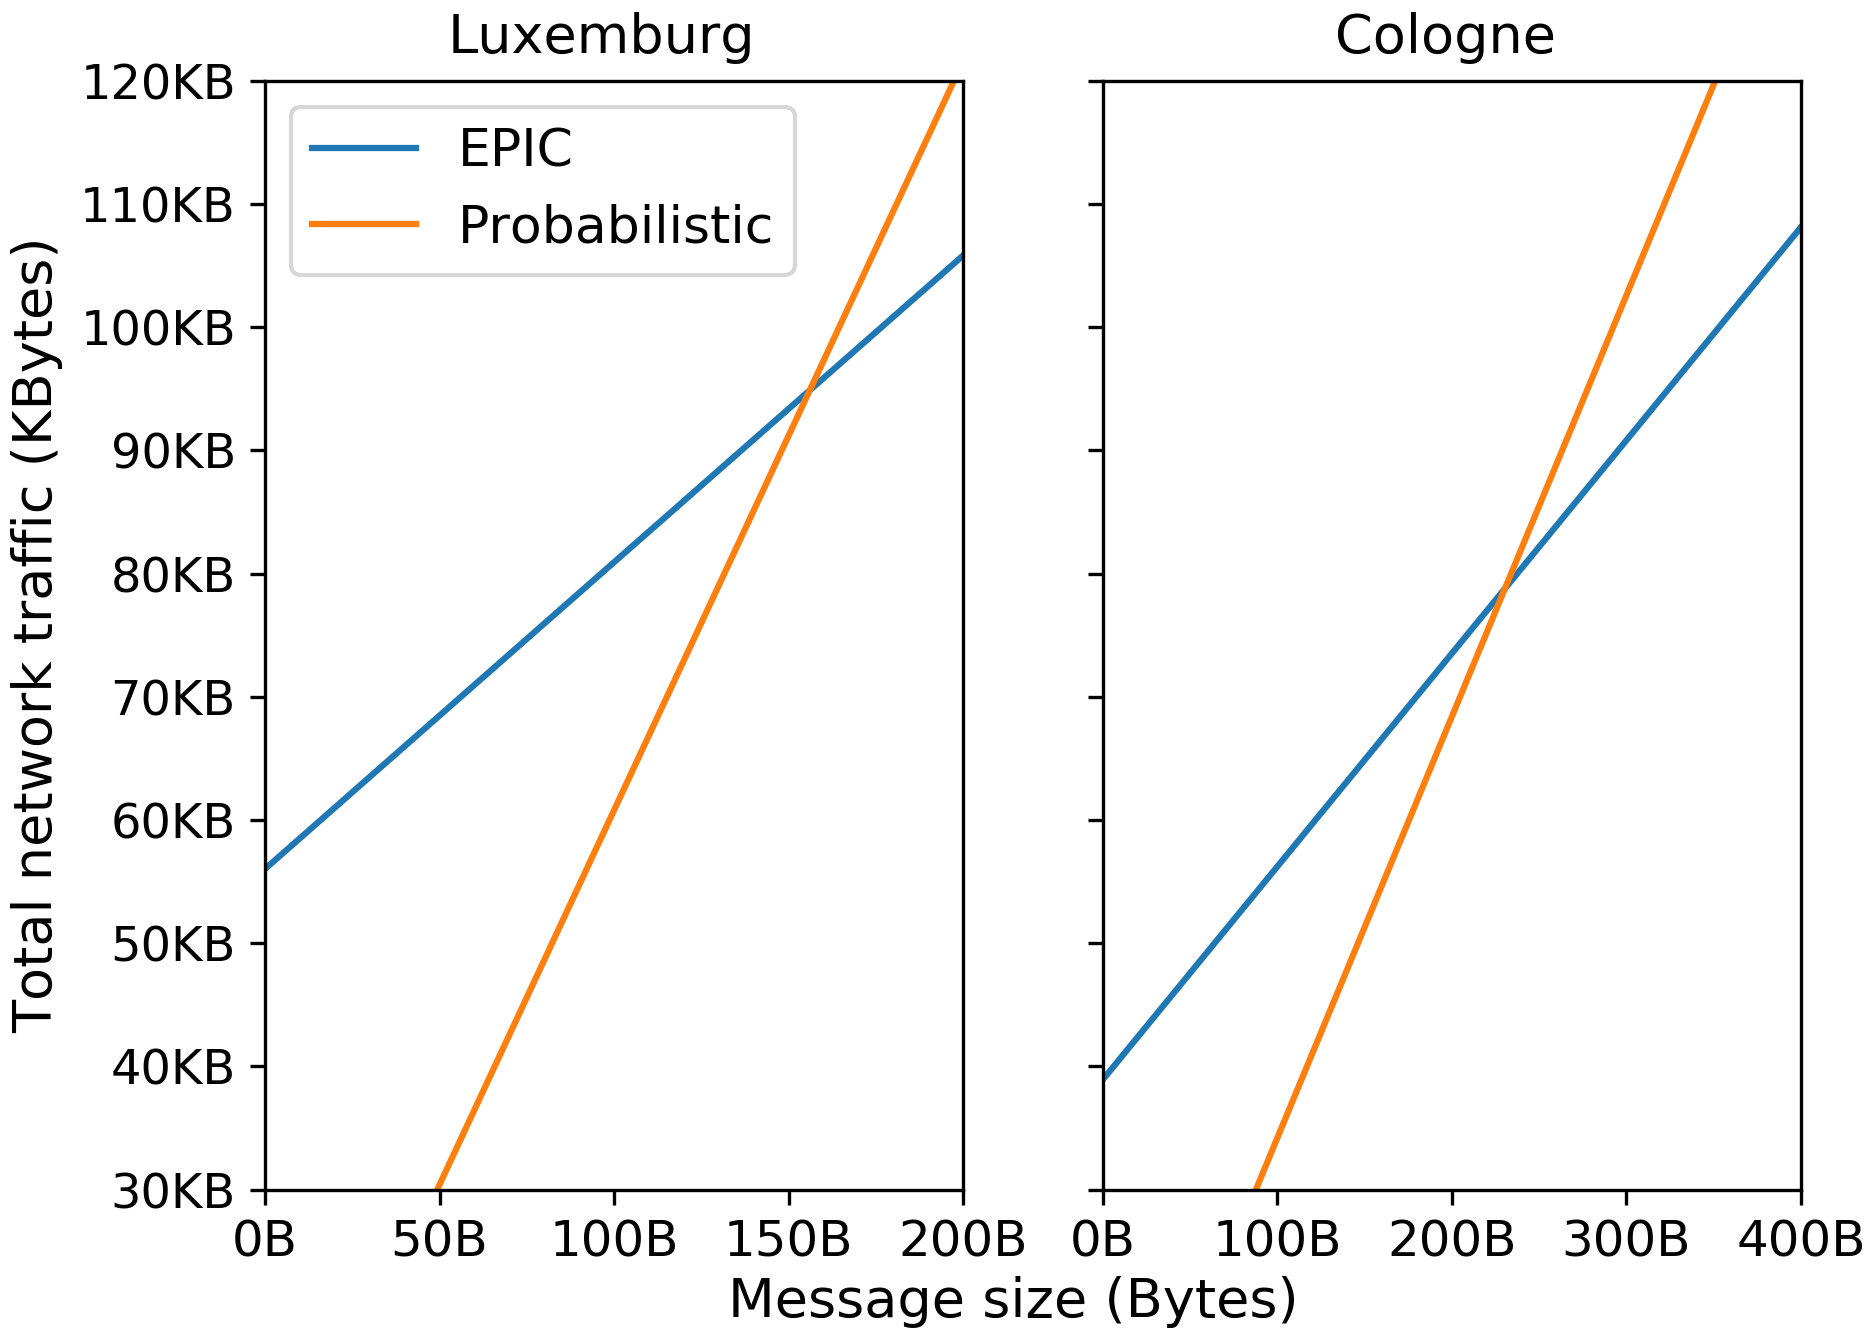 Luxemburg
Cologne
120KB
110KB
100KB
90KB
80KB
70KB
60KB
50KB
40KB
30KB
Total network traffic (KBytes)
EPIC
Probabilistic
0B 50B 100B 150B 200B
0B 100B 200B 300B 400B
Message size (Bytes)